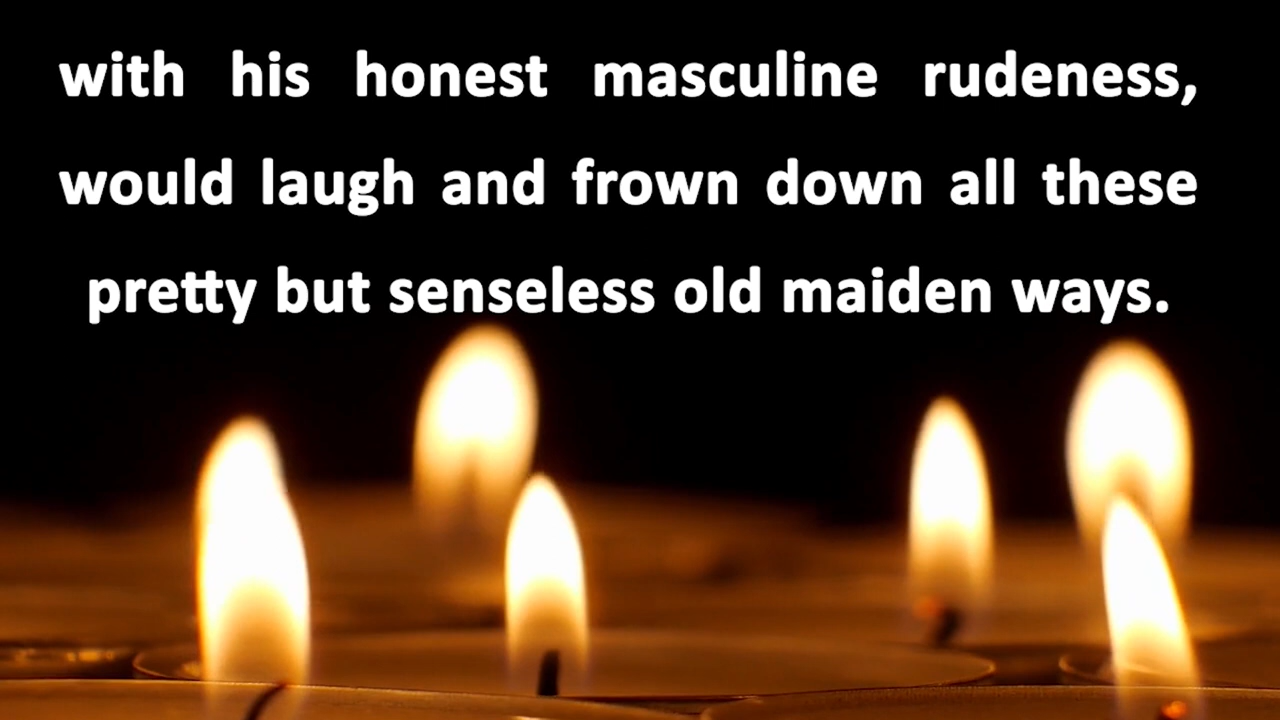 with his honest masculine rudeness,
would laugh and frown down all these
pretty but senseless old maiden ways.